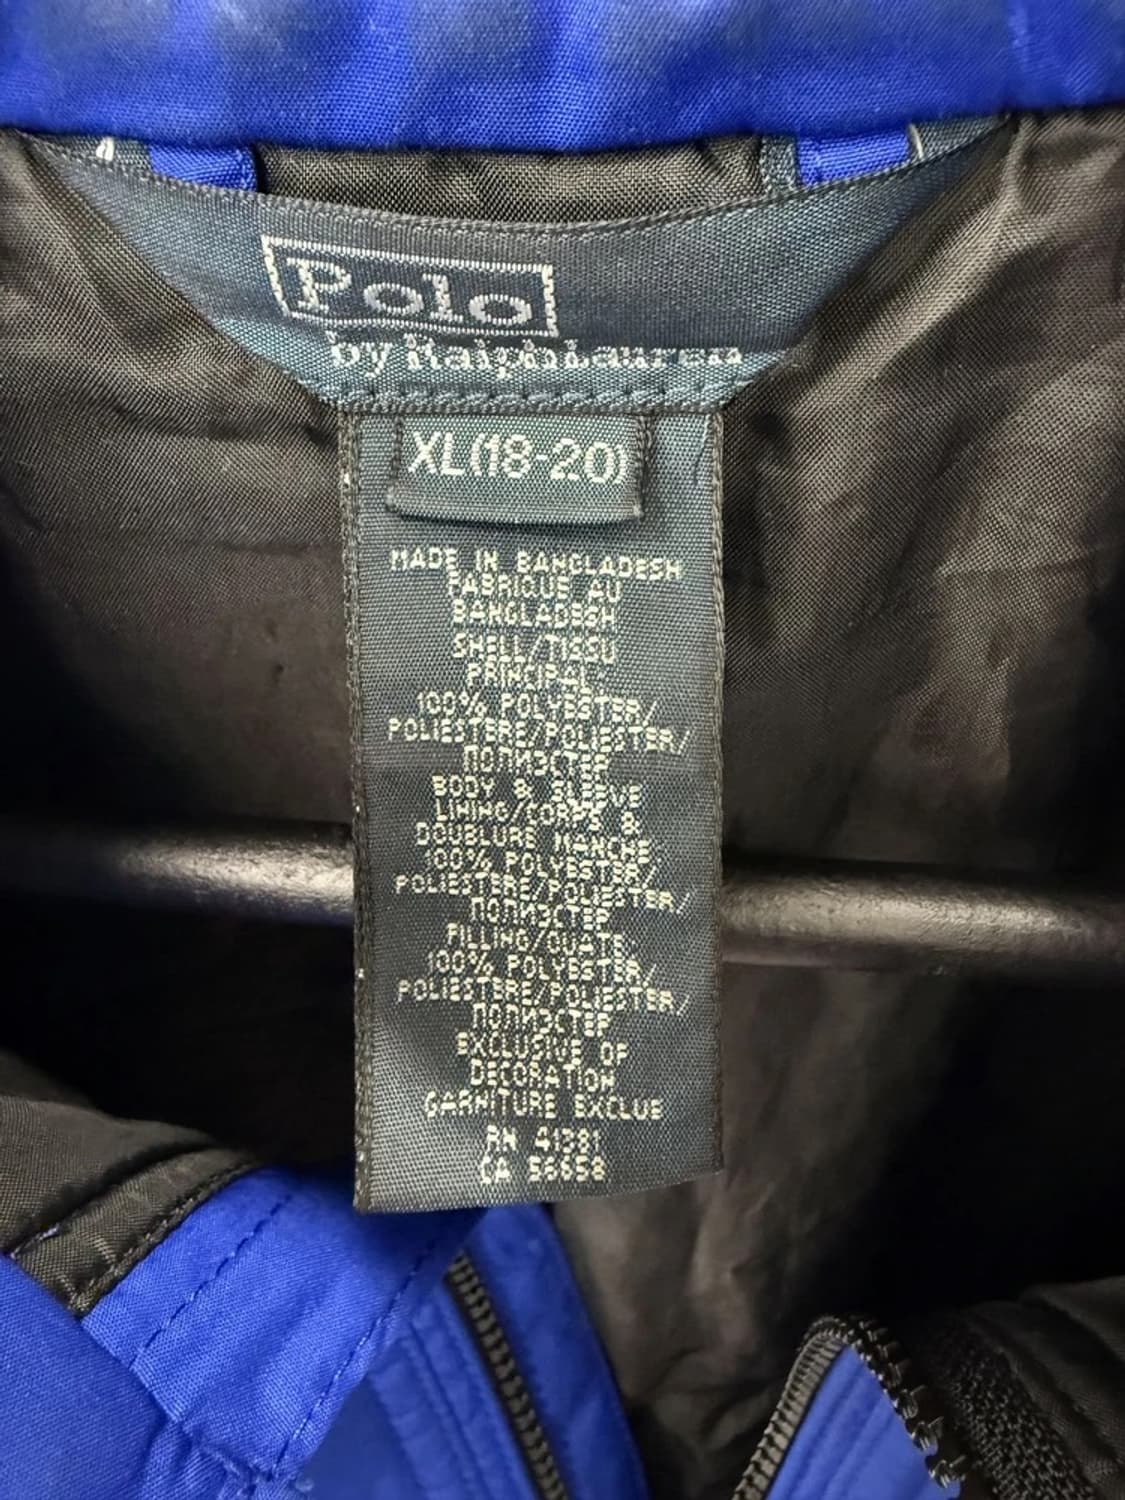 Polo
by Ralph Lauren
XL(18-20)
MADE IN BANGLADESH
FABRIQUE AU
BANGLADESH
SHELL/TISSU
PRINCIPAL:
100% POLYESTER/
POLIESTERE/POLIESTER/
ПОЛИЭСТЕР
BODY & SLEEVE
LINING/CORPS &
DOUBLURE MANCHE:
100% POLYESTER/
POLIESTERE/POLIESTER/
ПОЛИЭСТЕР
FILLING/OUATE:
100% POLYESTER/
POLIESTERE/POLIESTER/
ПОЛИЭСТЕР
EXCLUSIVE OF
DECORATION
GARNITURE EXCLUE
RN 41381
CA 56658